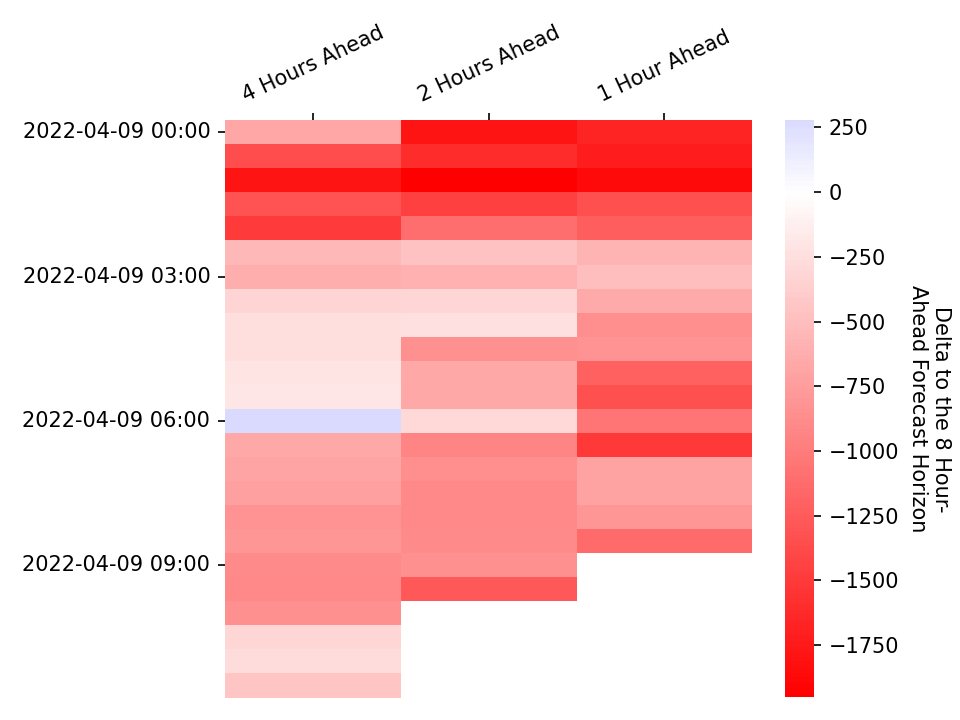 4 Hours Ahead
2 Hours Ahead
1 Hour Ahead
2022-04-09 00:00
2022-04-09 03:00
2022-04-09 06:00
2022-04-09 09:00
250
0
−250
−500
−750
−1000
−1250
−1500
−1750
Delta to the 8 Hour-
Ahead Forecast Horizon